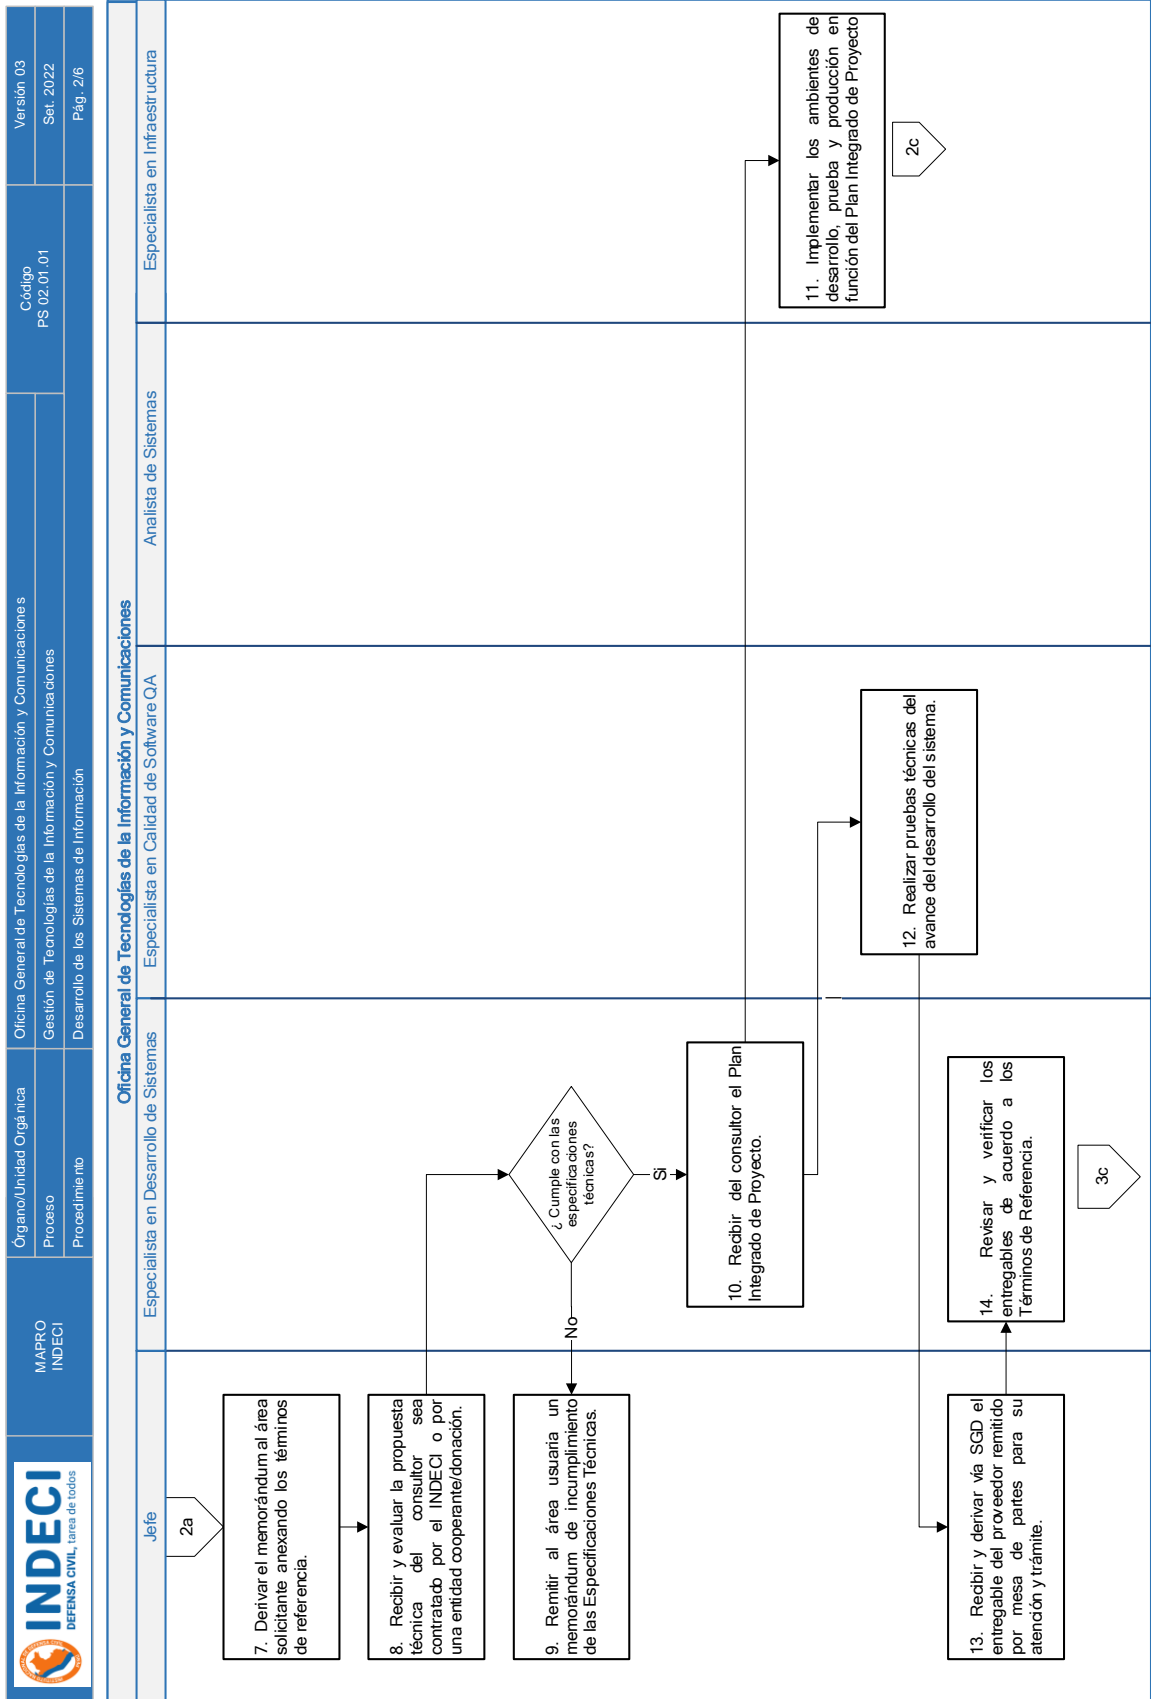 INDECI
DEFENSA CIVIL, tarea de todos
MAPRO
INDECI
Órgano/Unidad Orgánica
Oficina General de Tecnologías de la Información y Comunicaciones
Código
PS 02.01.01
Versión 03
Proceso
Gestión de Tecnologías de la Información y Comunicaciones
Set. 2022
Procedimiento
Desarrollo de los Sistemas de Información
Pág. 2/6
Oficina General de Tecnologías de la Información y Comunicaciones
Jefe
Especialista en Desarrollo de Sistemas
Especialista en Calidad de Software QA
Analista de Sistemas
Especialista en Infraestructura
2a
7. Derivar el memorándum al área
solicitante anexando los términos
de referencia.
8. Recibir y evaluar la propuesta
técnica del consultor sea
contratado por el INDECI o por
una entidad cooperante/donación.
¿ Cumple con las
especificaciones
técnicas?
No
Si
9. Remitir al área usuaria un
memorándum de incumplimiento
de las Especificaciones Técnicas.
10. Recibir del consultor el Plan
Integrado de Proyecto.
11. Implementar los ambientes de
desarrollo, prueba y producción en
función del Plan Integrado de Proyecto
2c
12. Realizar pruebas técnicas del
avance del desarrollo del sistema.
13. Recibir y derivar vía SGD el
entregable del proveedor remitido
por mesa de partes para su
atención y trámite.
14. Revisar y verificar los
entregables de acuerdo a los
Términos de Referencia.
3c